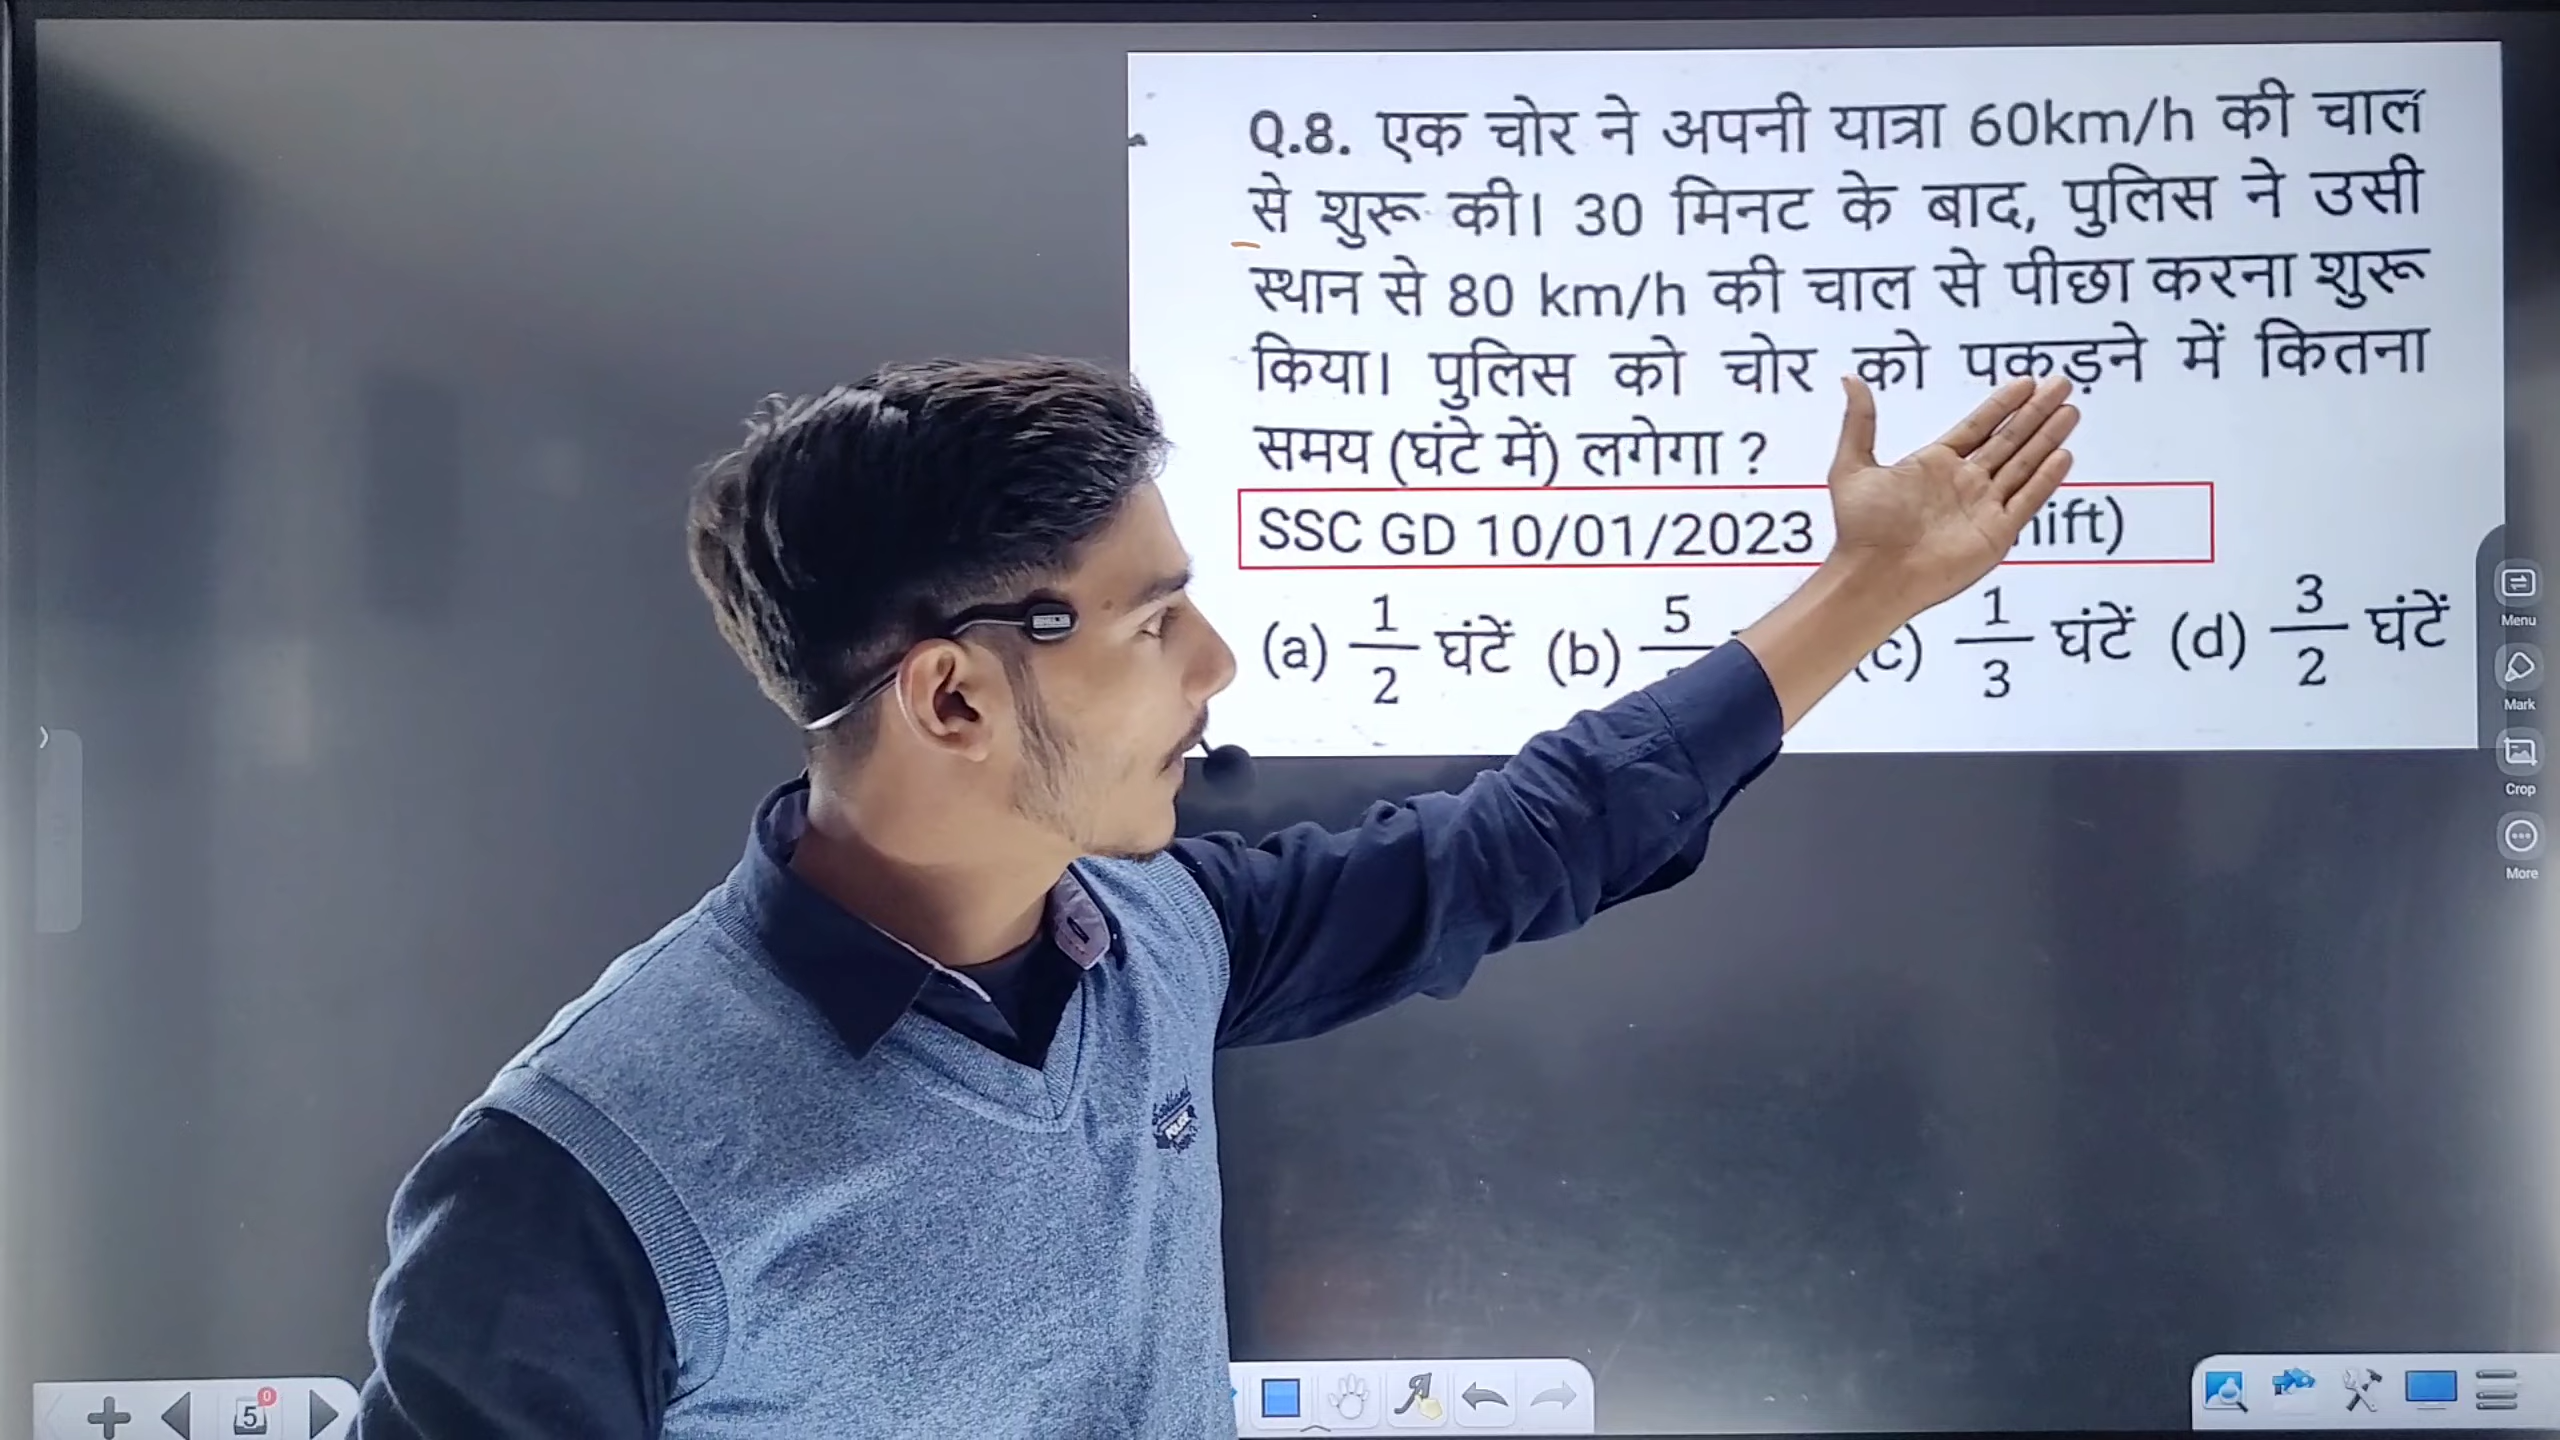 Q.8. एक चोर ने अपनी यात्रा 60km/h की चाल
से शुरू की। 30 मिनट के बाद, पुलिस ने उसी
स्थान से 80 km/h की चाल से पीछा करना शुरू
किया। पुलिस को चोर को पकड़ने में कितना
समय (घंटे में) लगेगा ?
SSC GD 10/01/2023
(a) 1/2 घंटें (b) 5 (c) 1/3 घंटें (d) 3/2 घंटें
Menu
Mark
Crop
More
5
0